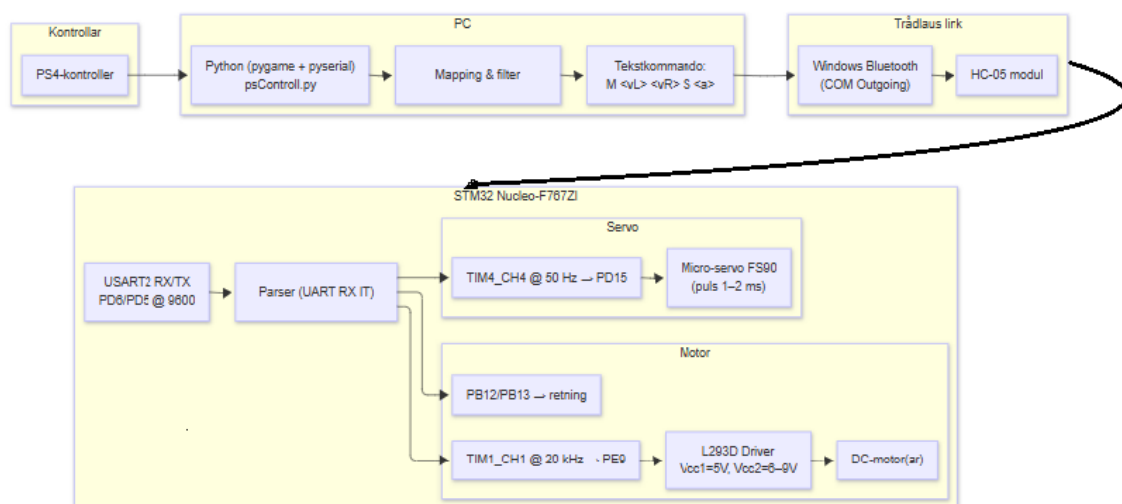 Kontrollar
PS4-kontroller
PC
Python (pygame + pyserial)
psControll.py
Mapping & filter
Tekstkommando:
M <vL> <vR> S <a>
Trådlaus link
Windows Bluetooth
(COM Outgoing)
HC-05 modul
STM32 Nucleo-F767ZI
USART2 RX/TX
PD6/PD5 @ 9600
Parser (UART RX IT)
Servo
TIM4_CH4 @ 50 Hz → PD15
Micro-servo FS90
(puls 1–2 ms)
Motor
PB12/PB13 → retning
TIM1_CH1 @ 20 kHz → PE9
L293D Driver
Vcc1=5V, Vcc2=6–9V
DC-motor(ar)